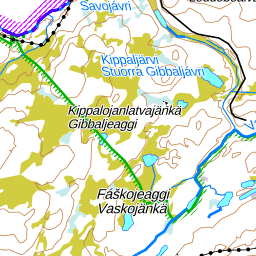 Savojávri
Kippaljärvi
Stuorra Gibbaljávri
Kippalojanlatvajänkä
Gibbaljeaggi
Fáškojeaggi
Vaskojänkä